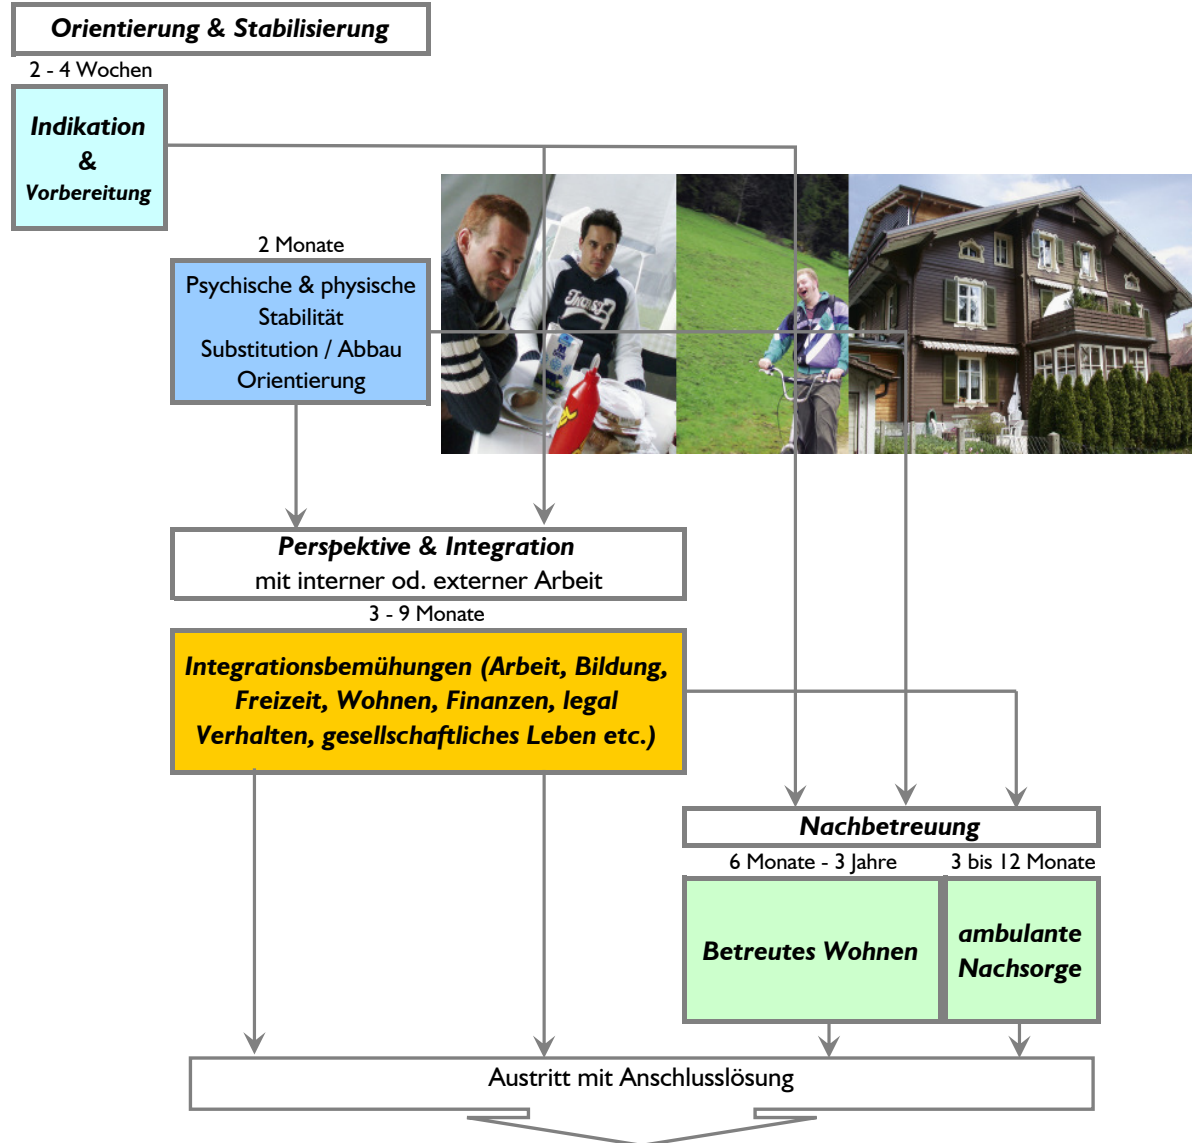 Orientierung & Stabilisierung
2 - 4 Wochen
Indikation
&
Vorbereitung
2 Monate
Psychische & physische
Stabilität
Substitution / Abbau
Orientierung
Perspektive & Integration
mit interner od. externer Arbeit
3 - 9 Monate
Integrationsbemühungen (Arbeit, Bildung,
Freizeit, Wohnen, Finanzen, legal
Verhalten, gesellschaftliches Leben etc.)
Nachbetreuung
6 Monate - 3 Jahre
3 bis 12 Monate
Betreutes Wohnen
ambulante
Nachsorge
Austritt mit Anschlusslösung